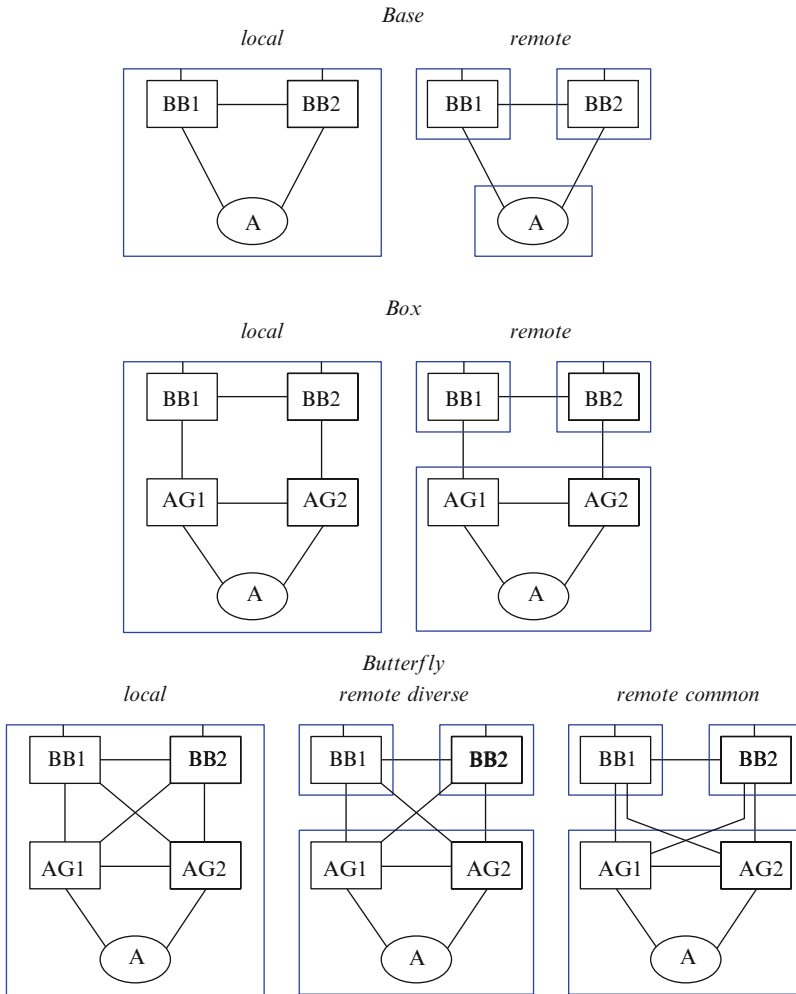 Base
local remote
BB1 BB2 BB1 BB2
A A
Box
local remote
BB1 BB2 BB1 BB2
AG1 AG2 AG1 AG2
A A
Butterfly
local remote diverse remote common
BB1 BB2 BB1 BB2 BB1 BB2
AG1 AG2 AG1 AG2 AG1 AG2
A A A